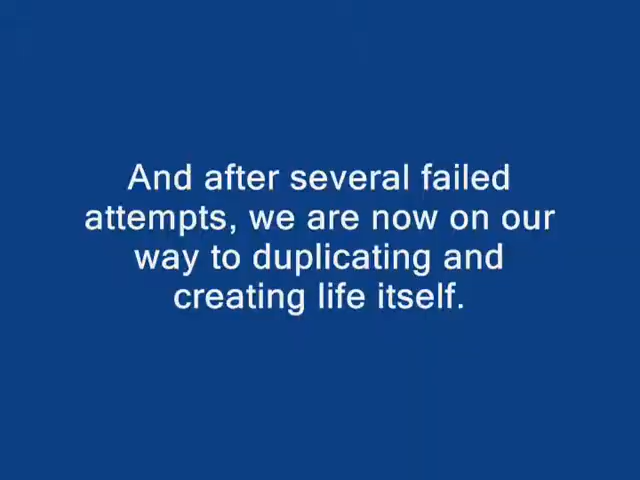 And after several failed
attempts, we are now on our
way to duplicating and
creating life itself.